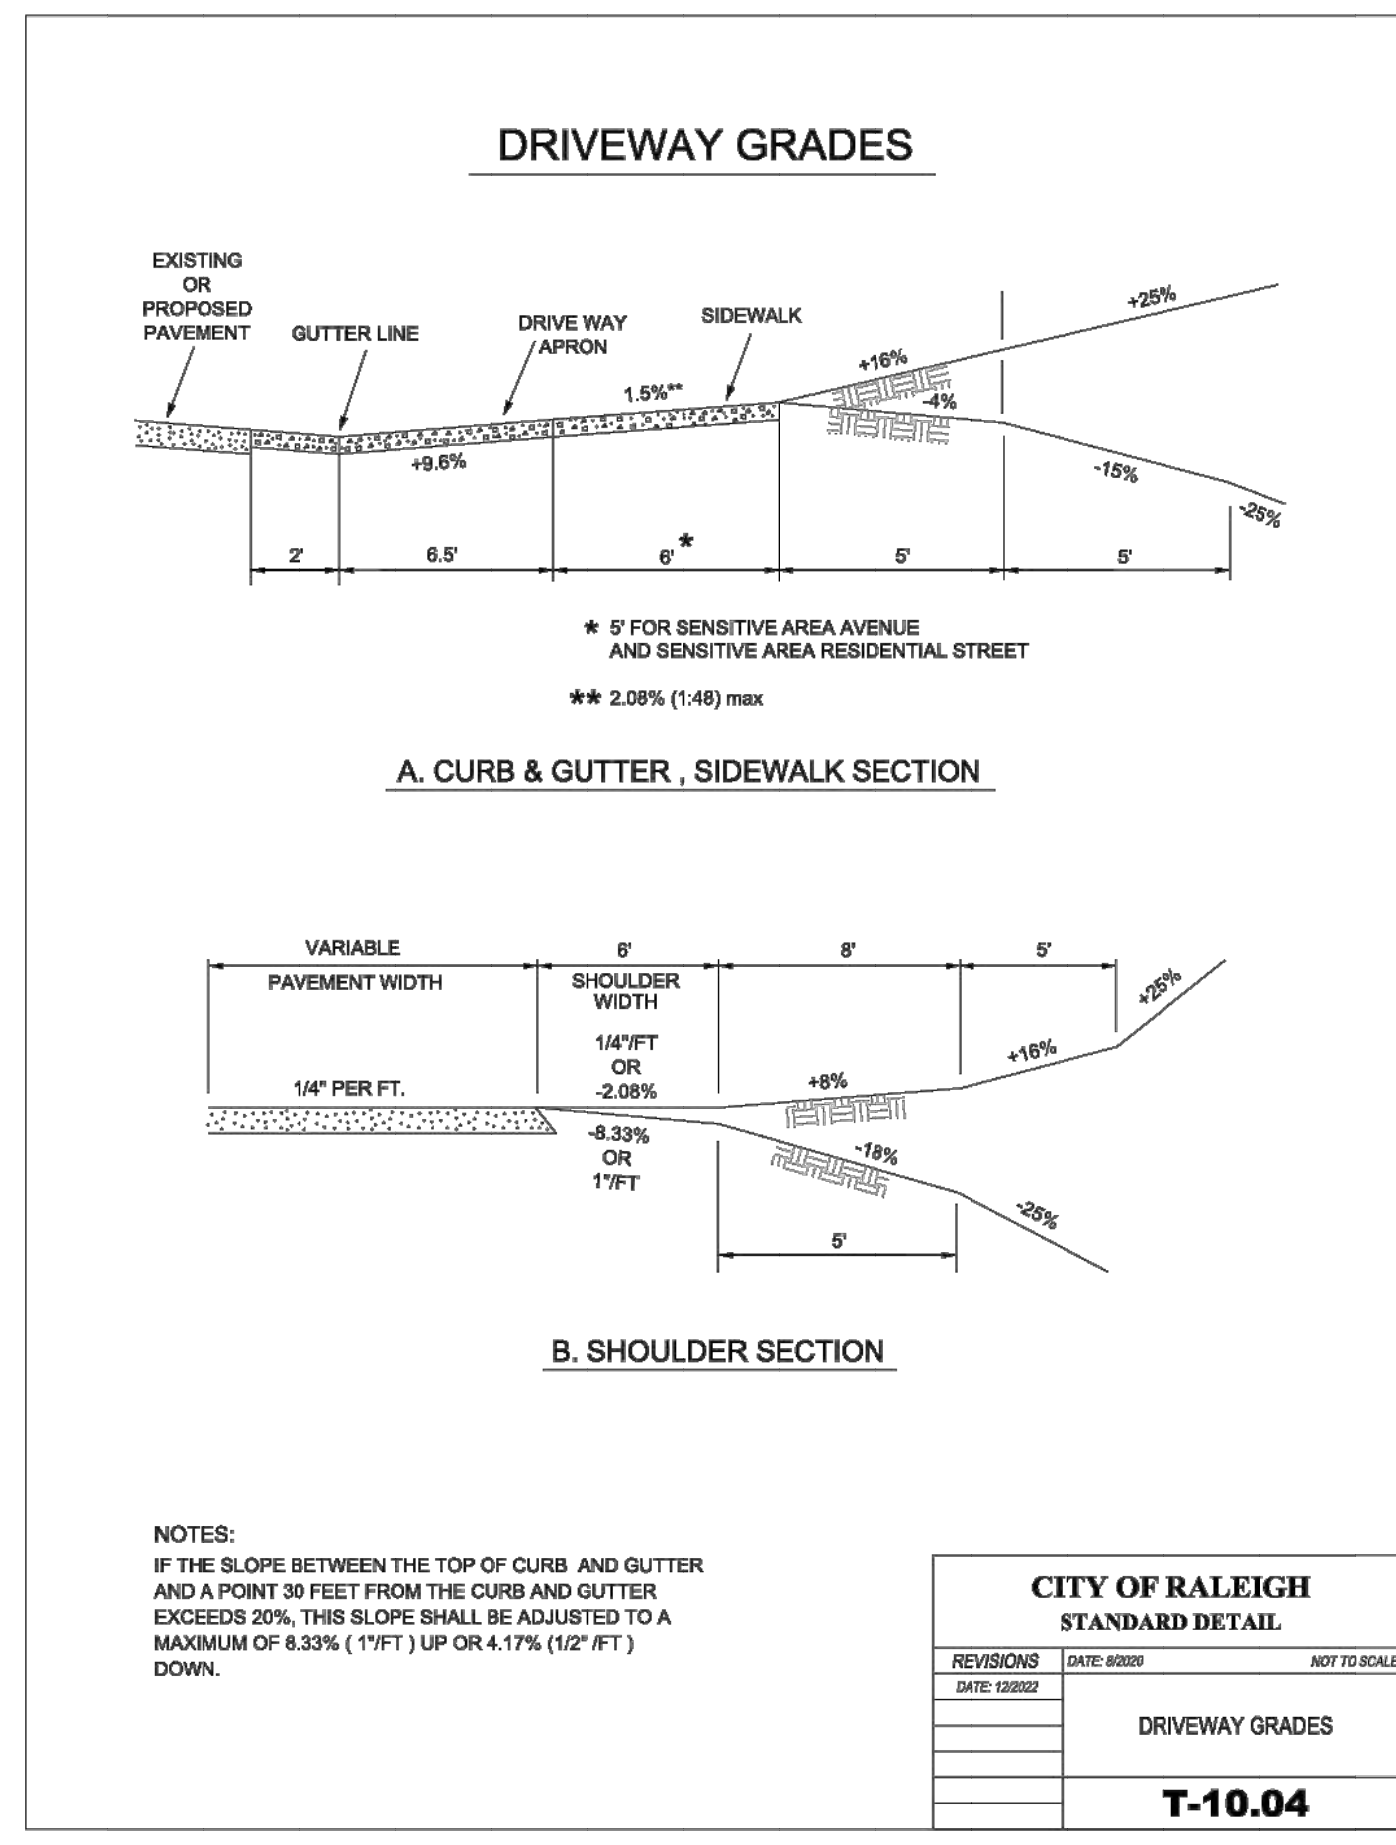 DRIVEWAY GRADES
EXISTING
OR
PROPOSED
PAVEMENT
GUTTER LINE
DRIVE WAY
APRON
SIDEWALK
1.5%**
+9.6%
+16%
+25%
-4%
-15%
-25%
2'
6.5'
6' *
5'
5'
* 5' FOR SENSITIVE AREA AVENUE
AND SENSITIVE AREA RESIDENTIAL STREET
** 2.08% (1:48) max
A. CURB & GUTTER , SIDEWALK SECTION
VARIABLE
PAVEMENT WIDTH
6'
SHOULDER
WIDTH
8'
5'
1/4" PER FT.
1/4"/FT
OR
-2.08%
-8.33%
OR
1"/FT
+8%
+16%
+25%
-18%
-25%
5'
B. SHOULDER SECTION
NOTES:
IF THE SLOPE BETWEEN THE TOP OF CURB AND GUTTER
AND A POINT 30 FEET FROM THE CURB AND GUTTER
EXCEEDS 20%, THIS SLOPE SHALL BE ADJUSTED TO A
MAXIMUM OF 8.33% ( 1"/FT ) UP OR 4.17% (1/2" /FT )
DOWN.
CITY OF RALEIGH
STANDARD DETAIL
REVISIONS
DATE: 8/2020
NOT TO SCALE
DATE: 12/2022
DRIVEWAY GRADES
T-10.04